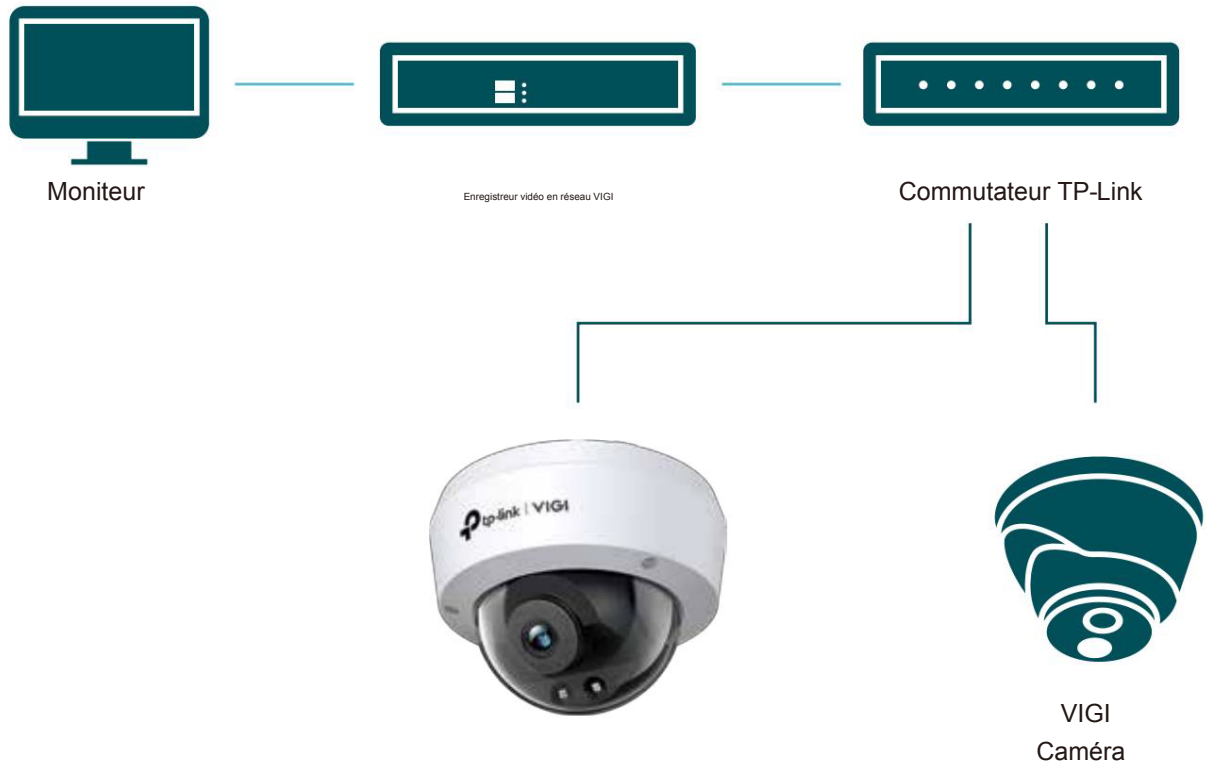 Moniteur
Enregistreur vidéo en réseau VIGI
Commutateur TP-Link
tp-link | VIGI
VIGI
Caméra